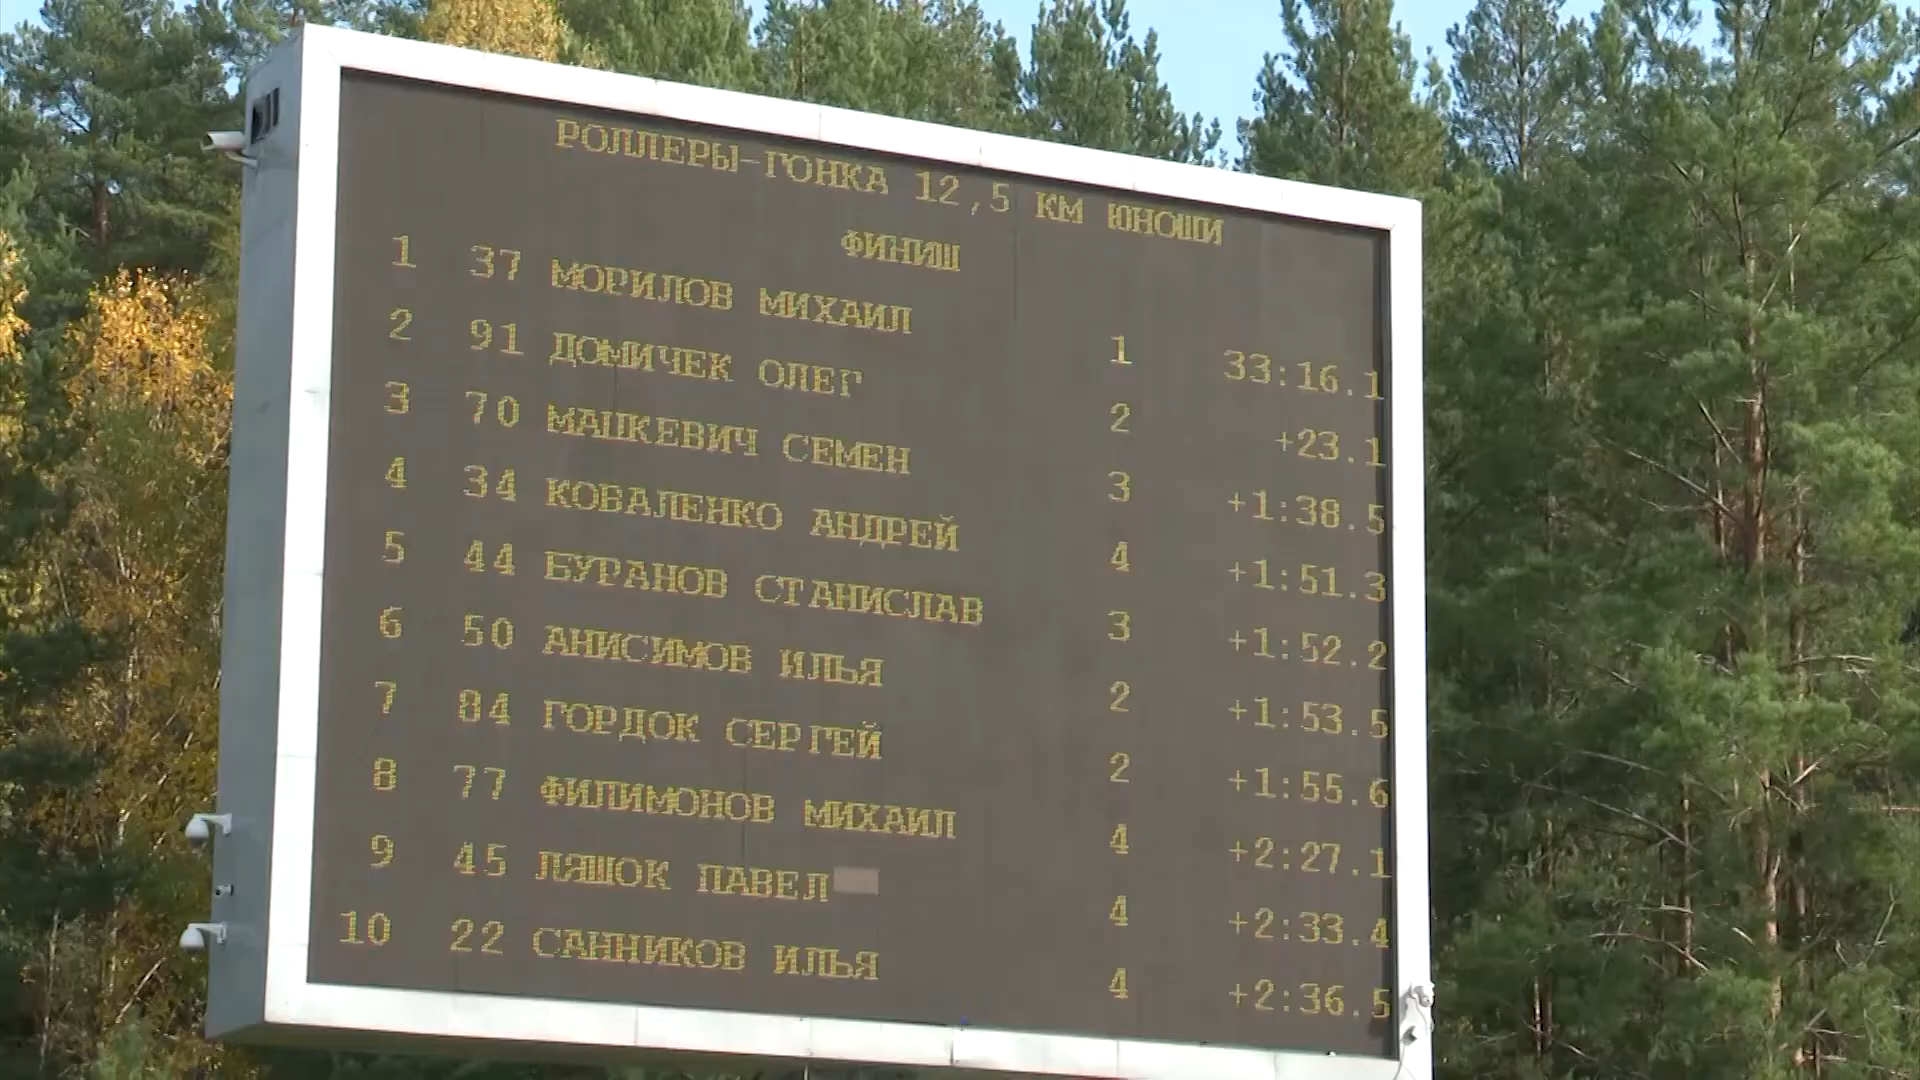 РОЛЛЕРЫ-ГОНКА 12,5 КМ ЮНОШИ
ФИНИШ
1 37 МОРИЛОВ МИХАИЛ 1 33:16.1
2 91 ДОМИЧЕК ОЛЕГ 2 +23.1
3 70 МАЦКЕВИЧ СЕМЕН 3 +1:38.5
4 34 КОВАЛЕНКО АНДРЕЙ 4 +1:51.3
5 44 БУРАНОВ СТАНИСЛАВ 3 +1:52.2
6 50 АНИСИМОВ ИЛЬЯ 2 +1:53.5
7 84 ГОРДОК СЕРГЕЙ 2 +1:55.6
8 77 ФИЛИМОНОВ МИХАИЛ 4 +2:27.1
9 45 ЛЯШОК ПАВЕЛ 4 +2:33.4
10 22 САННИКОВ ИЛЬЯ 4 +2:36.5